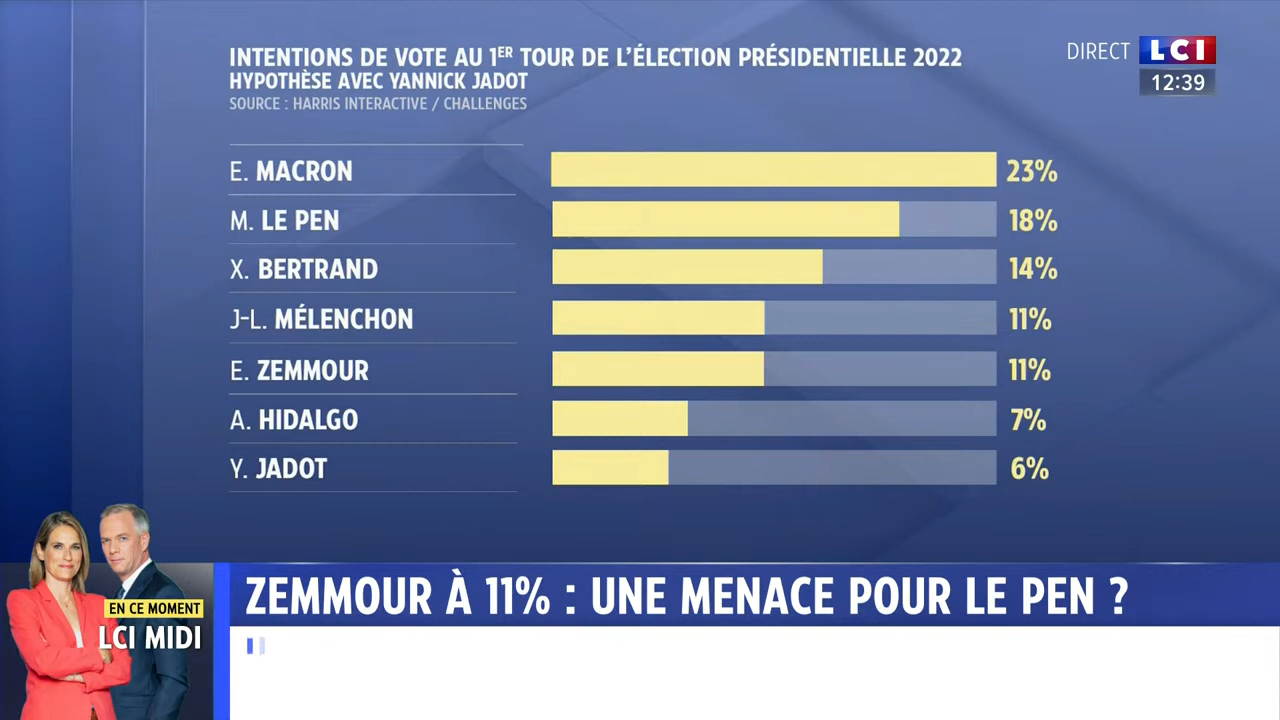 INTENTIONS DE VOTE AU 1ER TOUR DE L'ÉLECTION PRÉSIDENTIELLE 2022
HYPOTHÈSE AVEC YANNICK JADOT
SOURCE : HARRIS INTERACTIVE / CHALLENGES
DIRECT LCI
12:39
E. MACRON 23%
M. LE PEN 18%
X. BERTRAND 14%
J-L. MÉLENCHON 11%
E. ZEMMOUR 11%
A. HIDALGO 7%
Y. JADOT 6%
EN CE MOMENT
LCI MIDI
ZEMMOUR À 11% : UNE MENACE POUR LE PEN ?